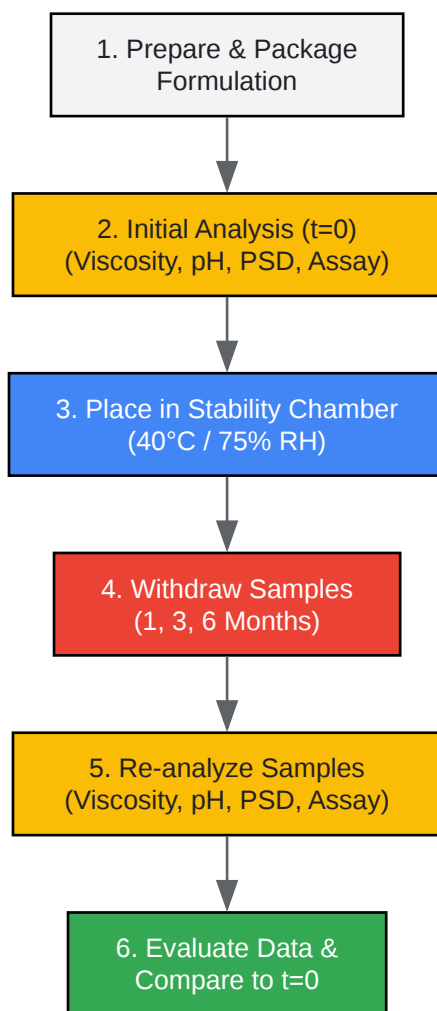 1. Prepare & Package
Formulation
2. Initial Analysis (t=0)
(Viscosity, pH, PSD, Assay)
3. Place in Stability Chamber
(40°C / 75% RH)
4. Withdraw Samples
(1, 3, 6 Months)
5. Re-analyze Samples
(Viscosity, pH, PSD, Assay)
6. Evaluate Data &
Compare to t=0